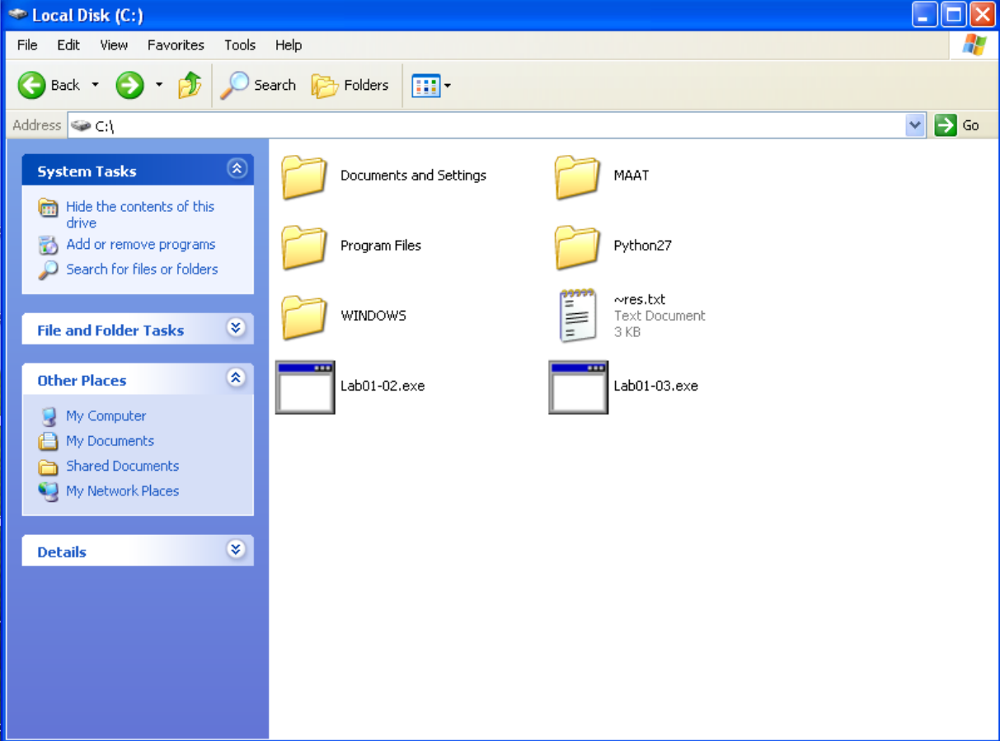 Local Disk (C:)
File Edit View Favorites Tools Help
Back Search Folders
Address C:\ Go
System Tasks
Hide the contents of this
drive
Add or remove programs
Search for files or folders
File and Folder Tasks
Other Places
My Computer
My Documents
Shared Documents
My Network Places
Details
Documents and Settings
MAAT
Program Files
Python27
WINDOWS
~res.txt
Text Document
3 KB
Lab01-02.exe
Lab01-03.exe